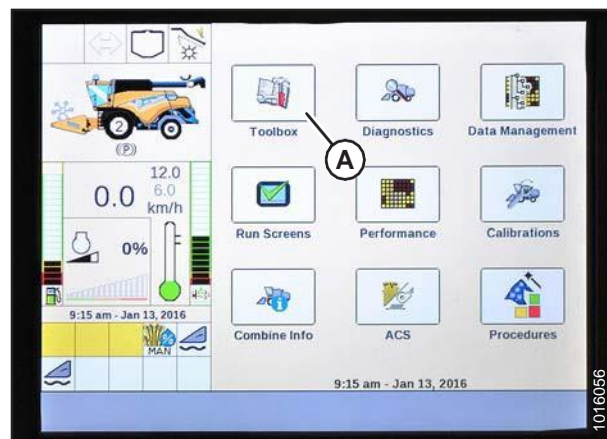 Toolbox
Diagnostics
Data Management
A
2
(P)
12.0
0.0
6.0
km/h
Run Screens
Performance
Calibrations
0%
F
9:15 am - Jan 13, 2016
MAN
Combine Info
ACS
Procedures
9:15 am - Jan 13, 2016
1016056